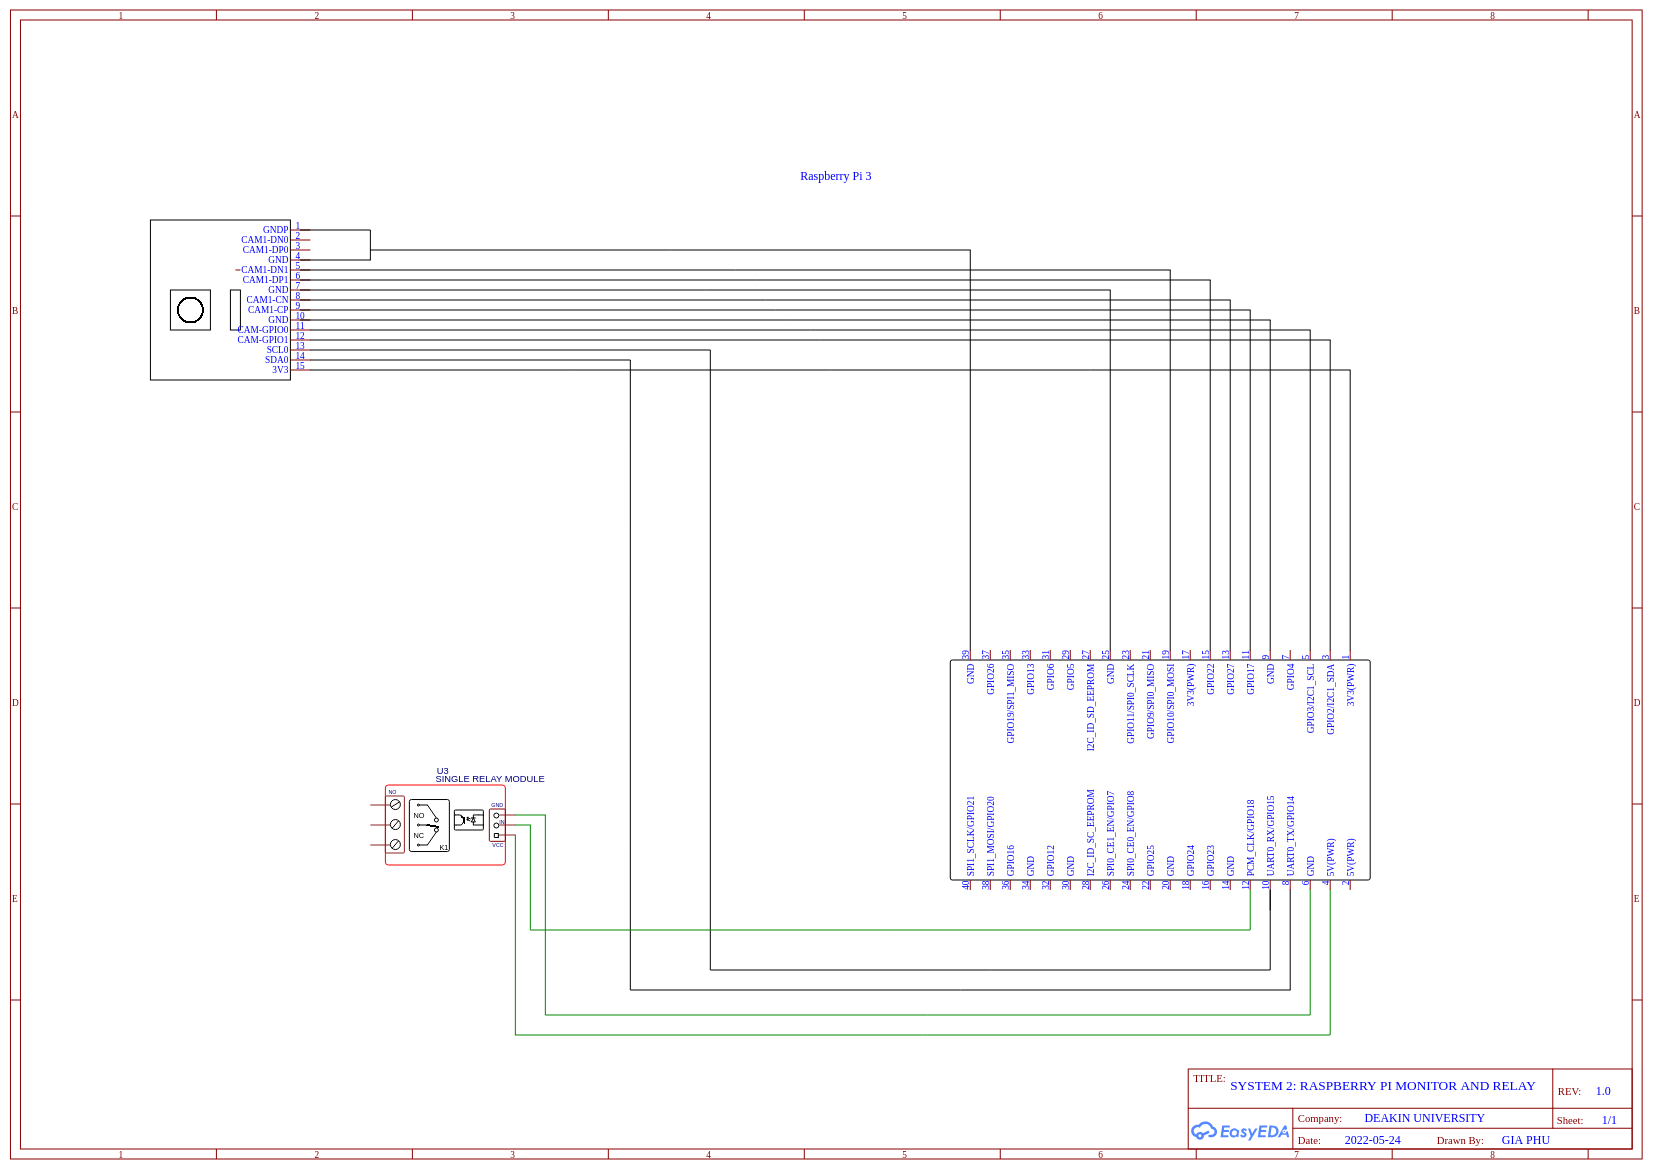 1 2 3 4 5 6 7 8
A A
Raspberry Pi 3
GNDP 1
CAM1-DN0 2
CAM1-DP0 3
GND 4
CAM1-DN1 5
CAM1-DP1 6
GND 7
CAM1-CN 8
CAM1-CP 9
GND 10
CAM-GPIO0 11
CAM-GPIO1 12
SCL0 13
SDA0 14
3V3 15
B B
C C
39 37 35 33 31 29 27 25 23 21 19 17 15 13 11 9 7 5 3 1
GND
GPIO26
GPIO19/SPI1_MISO
GPIO13
GPIO6
GPIO5
I2C_ID_SD_EEPROM
GND
GPIO11/SPI0_SCLK
GPIO9/SPI0_MISO
GPIO10/SPI0_MOSI
3V3(PWR)
GPIO22
GPIO27
GPIO17
GND
GPIO4
GPIO3/I2C1_SCL
GPIO2/I2C1_SDA
3V3(PWR)
D D
SPI1_SCLK/GPIO21
SPI1_MOSI/GPIO20
GPIO16
GND
GPIO12
GND
I2C_ID_SC_EEPROM
SPI0_CE1_EN/GPIO7
SPI0_CE0_EN/GPIO8
GPIO25
GND
GPIO24
GPIO23
GND
PCM_CLK/GPIO18
UART0_RX/GPIO15
UART0_TX/GPIO14
GND
5V(PWR)
5V(PWR)
40 38 36 34 32 30 28 26 24 22 20 18 16 14 12 10 8 6 4 2
U3
SINGLE RELAY MODULE
NO
GND
NO
IN
NC
VCC
K1
E E
TITLE: SYSTEM 2: RASPBERRY PI MONITOR AND RELAY
REV: 1.0
EasyEDA
Company: DEAKIN UNIVERSITY
Sheet: 1/1
Date: 2022-05-24 Drawn By: GIA PHU
1 2 3 4 5 6 7 8